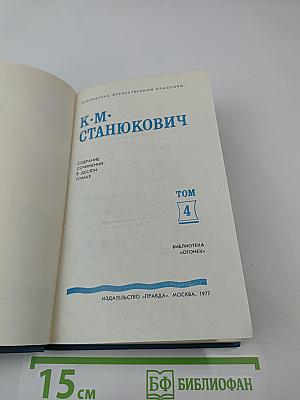 БИБЛИОТЕКА ОТЕЧЕСТВЕННОЙ КЛАССИКИ
К·М·
СТАНЮКОВИЧ
СОБРАНИЕ
СОЧИНЕНИЙ
В ДЕСЯТИ
ТОМАХ
ТОМ
4
БИБЛИОТЕКА
«ОГОНЕК»
ИЗДАТЕЛЬСТВО «ПРАВДА». МОСКВА. 1977
15 см
БФ БИБЛИОФАН